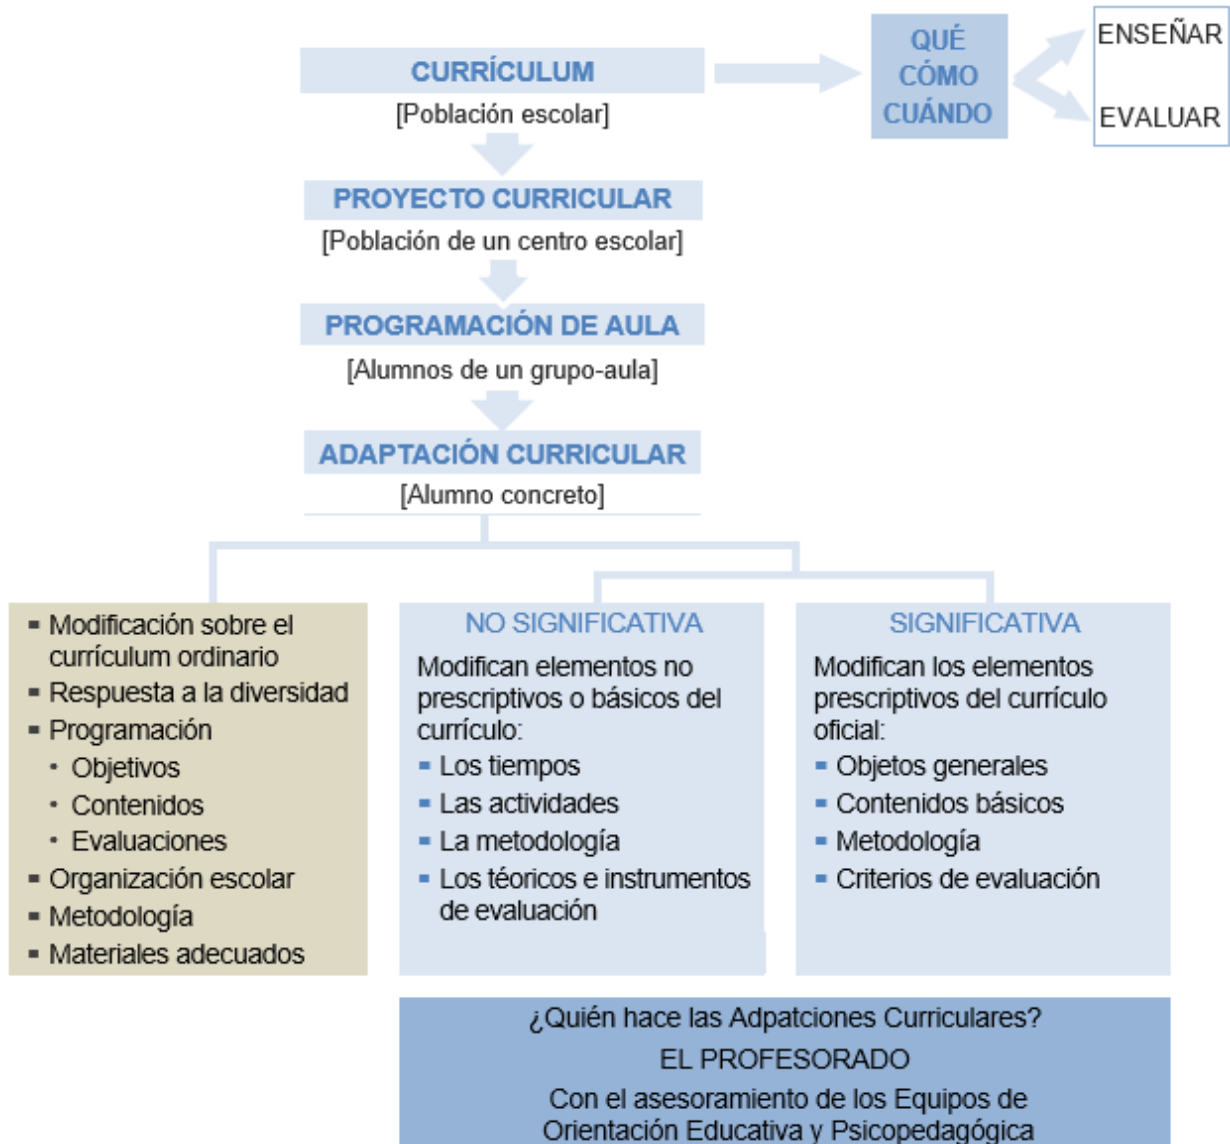 CURRÍCULUM
[Población escolar]
QUÉ
CÓMO
CUÁNDO
ENSEÑAR
EVALUAR
PROYECTO CURRICULAR
[Población de un centro escolar]
PROGRAMACIÓN DE AULA
[Alumnos de un grupo-aula]
ADAPTACIÓN CURRICULAR
[Alumno concreto]
▪ Modificación sobre el
currículum ordinario
▪ Respuesta a la diversidad
▪ Programación
• Objetivos
• Contenidos
• Evaluaciones
▪ Organización escolar
▪ Metodología
▪ Materiales adecuados
NO SIGNIFICATIVA
Modifican elementos no
prescriptivos o básicos del
currículo:
▪ Los tiempos
▪ Las actividades
▪ La metodología
▪ Los téoricos e instrumentos
de evaluación
SIGNIFICATIVA
Modifican los elementos
prescriptivos del currículo
oficial:
▪ Objetos generales
▪ Contenidos básicos
▪ Metodología
▪ Criterios de evaluación
¿Quién hace las Adpatciones Curriculares?
EL PROFESORADO
Con el asesoramiento de los Equipos de
Orientación Educativa y Psicopedagógica